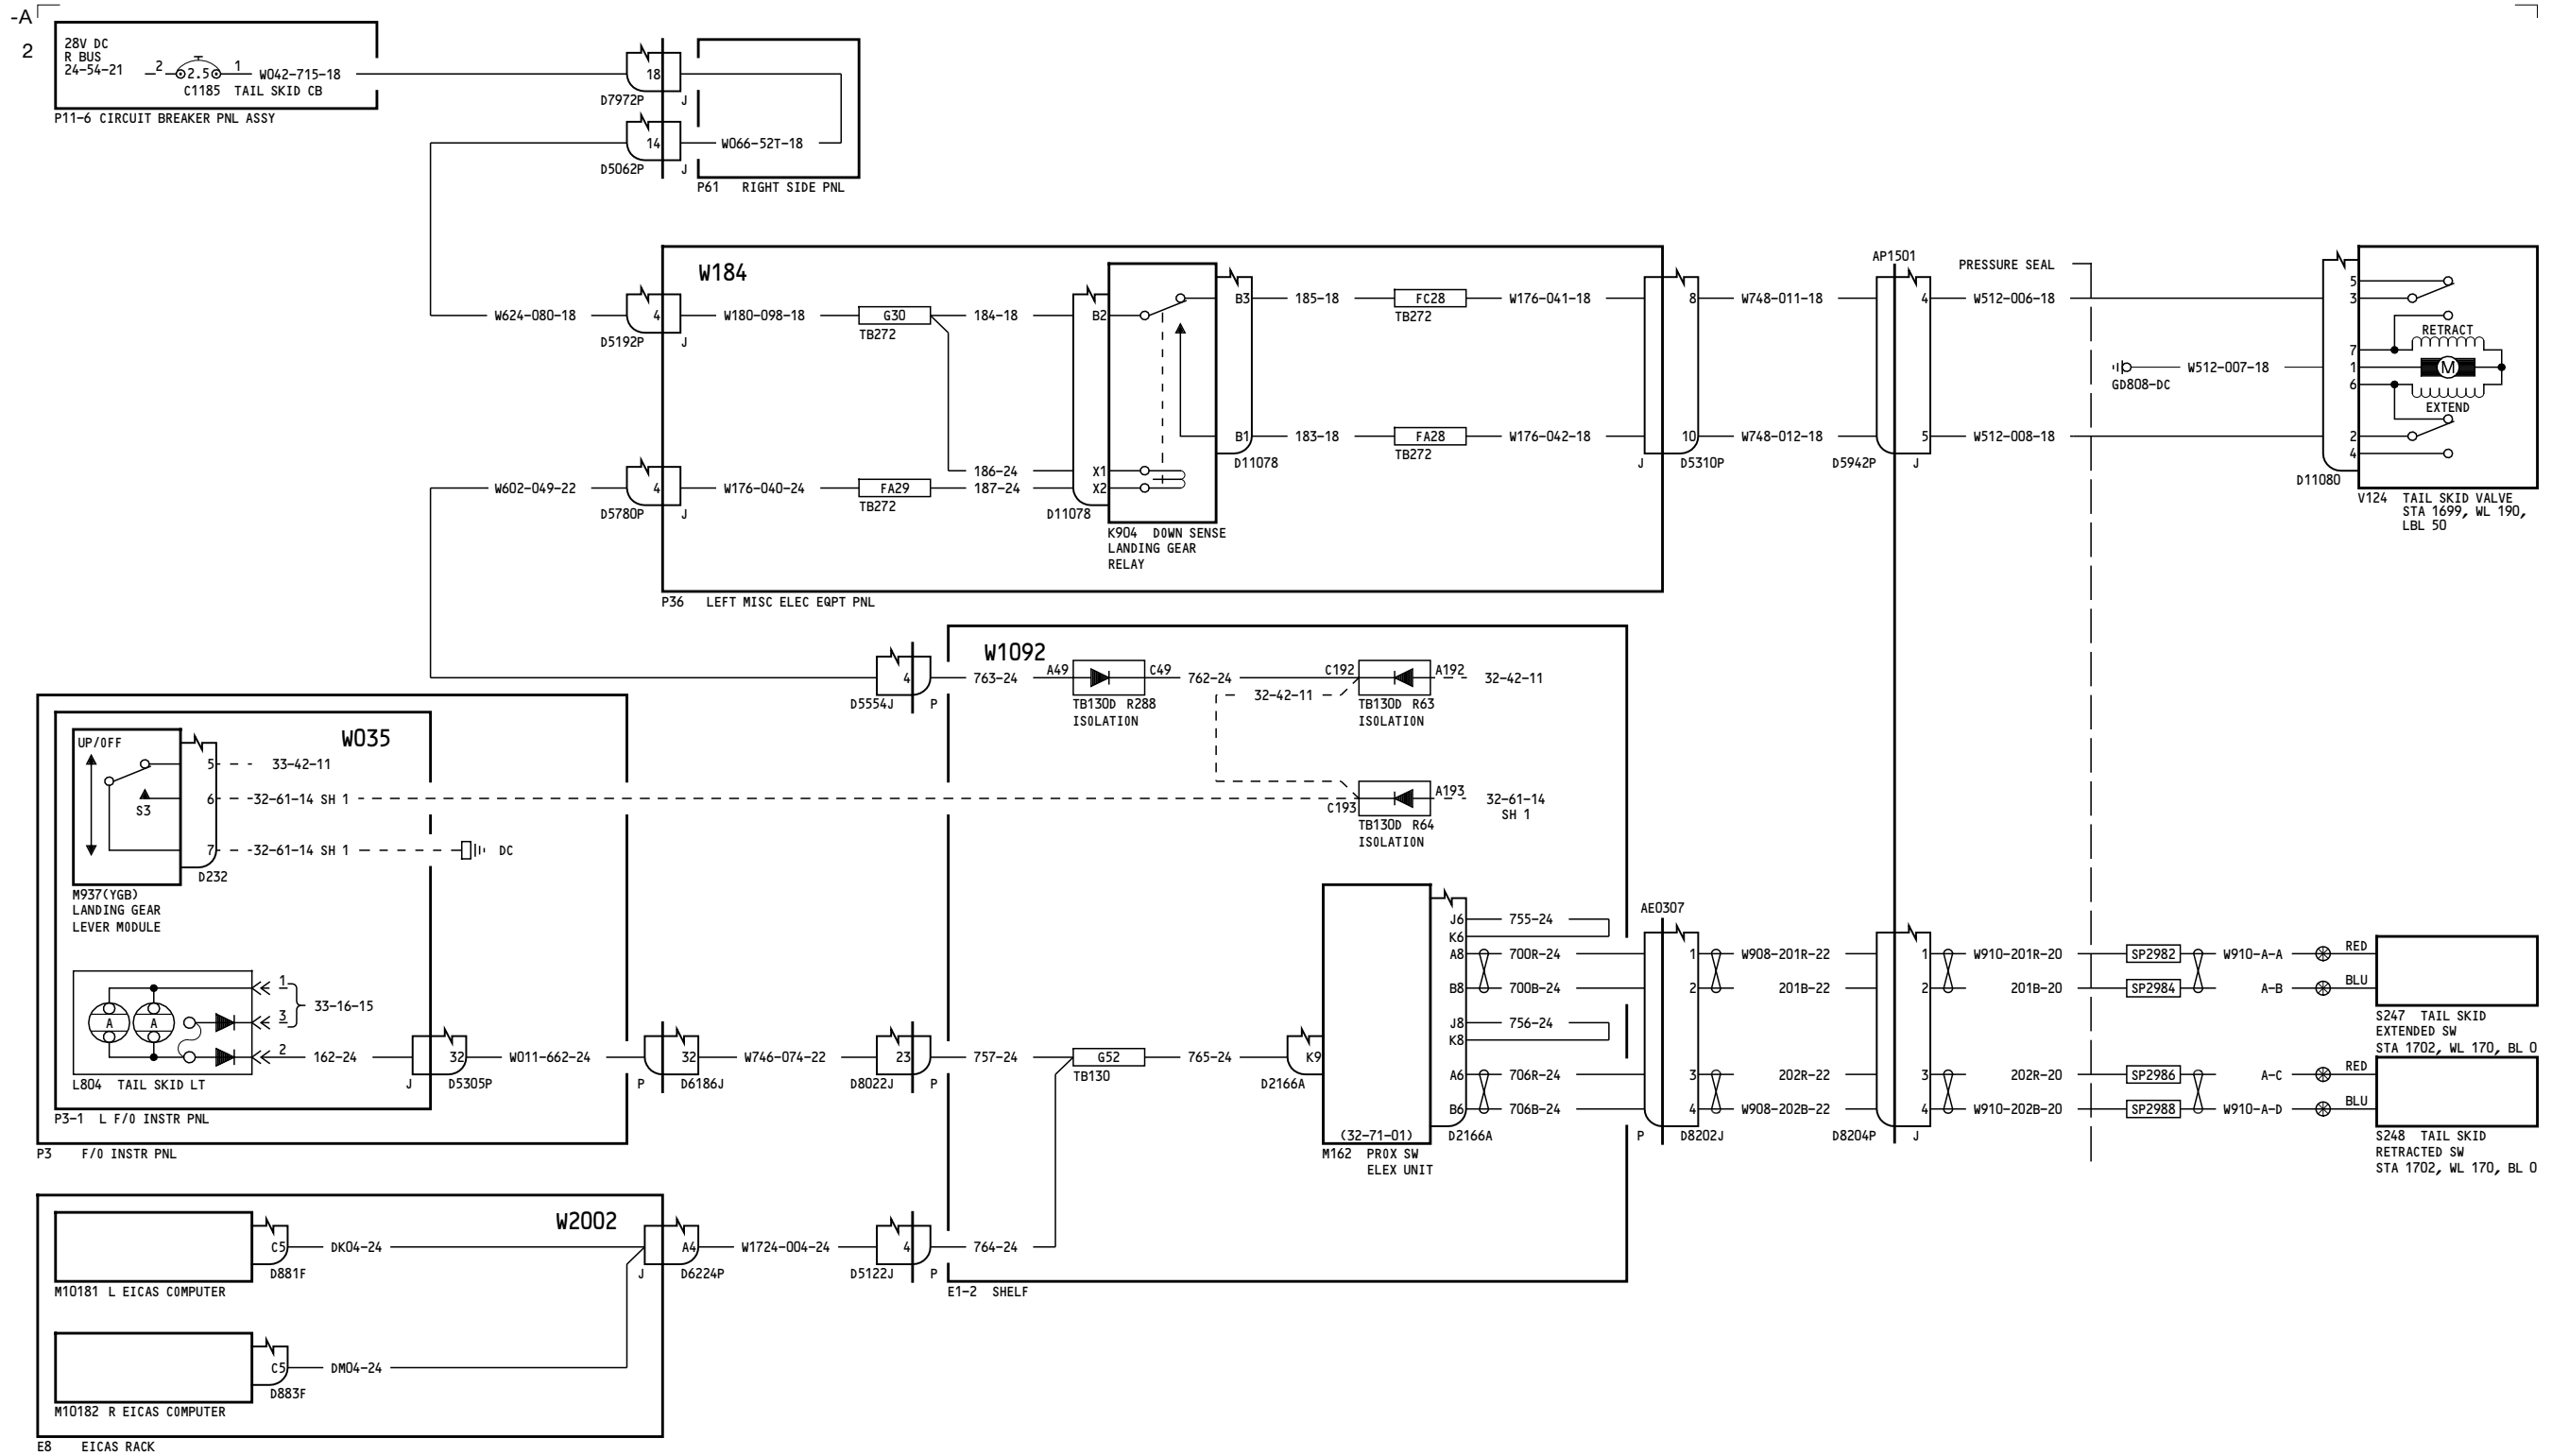 -A
2
28V DC
R BUS
24-54-21
2
2.5
1
W042-715-18
C1185 TAIL SKID CB
P11-6 CIRCUIT BREAKER PNL ASSY
18
D7972P
J
14
W066-52T-18
D5062P
J
P61 RIGHT SIDE PNL
W184
W624-080-18
4
D5192P
J
W180-098-18
G30
TB272
184-18
B2
B3
185-18
FC28
TB272
W176-041-18
8
W748-011-18
AP1501
4
PRESSURE SEAL
W512-006-18
B1
183-18
FA28
TB272
W176-042-18
10
W748-012-18
5
W512-008-18
D11078
J
D5310P
D5942P
J
186-24
X1
W602-049-22
4
D5780P
J
W176-040-24
FA29
TB272
187-24
X2
D11078
K904 DOWN SENSE
LANDING GEAR
RELAY
P36 LEFT MISC ELEC EQPT PNL
GD808-DC
W512-007-18
5
3
RETRACT
7
1
M
6
EXTEND
2
4
D11080
V124 TAIL SKID VALVE
STA 1699, WL 190,
LBL 50
W1092
4
D5554J
P
763-24
A49
C49
TB130D R288
ISOLATION
762-24
C192
A192
32-42-11
32-42-11
TB130D R63
ISOLATION
C193
A193
32-61-14
SH 1
TB130D R64
ISOLATION
W035
UP/OFF
S3
5
33-42-11
6
32-61-14 SH 1
7
32-61-14 SH 1
DC
D232
M937(YGB)
LANDING GEAR
LEVER MODULE
A
A
1
3
33-16-15
2
162-24
L804 TAIL SKID LT
P3-1 L F/O INSTR PNL
P3 F/O INSTR PNL
32
J
D5305P
W011-662-24
32
P
D6186J
W746-074-22
23
D8022J
P
757-24
G52
TB130
765-24
K9
D2166A
(32-71-01)
M162 PROX SW
ELEX UNIT
J6
755-24
K6
A8
700R-24
B8
700B-24
J8
756-24
K8
A6
706R-24
B6
706B-24
D2166A
AE0307
1
W908-201R-22
2
201B-22
3
202R-22
4
W908-202B-22
P
D8202J
D8204P
J
1
W910-201R-20
2
201B-20
3
202R-20
4
W910-202B-20
SP2982
W910-A-A
RED
SP2984
A-B
BLU
S247 TAIL SKID
EXTENDED SW
STA 1702, WL 170, BL 0
SP2986
A-C
RED
SP2988
W910-A-D
BLU
S248 TAIL SKID
RETRACTED SW
STA 1702, WL 170, BL 0
W2002
C5
DK04-24
D881F
M10181 L EICAS COMPUTER
C5
DM04-24
D883F
M10182 R EICAS COMPUTER
E8 EICAS RACK
A4
J
D6224P
W1724-004-24
4
D5122J
P
764-24
E1-2 SHELF